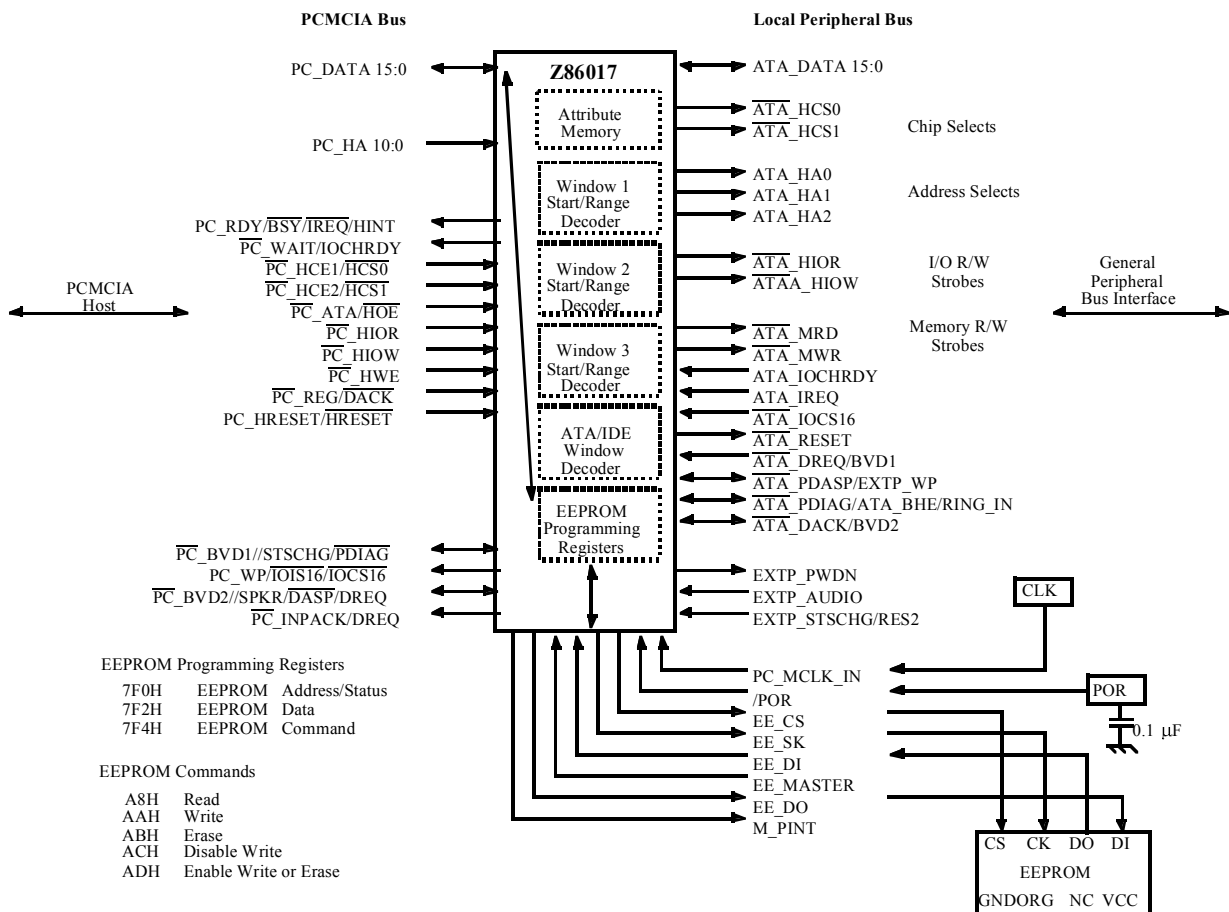 PCMCIA Bus
Local Peripheral Bus
PC_DATA 15:0
Z86017
ATA_DATA 15:0
Attribute
Memory
ATA_HCS0
ATA_HCS1
Chip Selects
PC_HA 10:0
Window 1
Start/Range
Decoder
ATA_HA0
ATA_HA1
ATA_HA2
Address Selects
PC_RDY/BSY/IREQ/HINT
PC_WAIT/IOCHRDY
PC_HCE1/HCS0
PC_HCE2/HCS1
PC_ATA/HOE
PC_HIOR
PC_HIOW
PC_HWE
PC_REG/DACK
PC_HRESET/HRESET
PCMCIA
Host
Window 2
Start/Range
Decoder
ATA_HIOR
ATAA_HIOW
I/O R/W
Strobes
General
Peripheral
Bus Interface
Window 3
Start/Range
Decoder
ATA_MRD
ATA_MWR
Memory R/W
Strobes
ATA_IOCHRDY
ATA_IREQ
ATA_IOCS16
ATA_RESET
ATA_DREQ/BVD1
ATA_PDASP/EXTP_WP
ATA_PDIAG/ATA_BHE/RING_IN
ATA_DACK/BVD2
ATA/IDE
Window
Decoder
EEPROM
Programming
Registers
PC_BVD1//STSCHG/PDIAG
PC_WP/IOIS16/IOCS16
PC_BVD2//SPKR/DASP/DREQ
PC_INPACK/DREQ
EXTP_PWDN
EXTP_AUDIO
EXTP_STSCHG/RES2
CLK
PC_MCLK_IN
/POR
EE_CS
EE_SK
EE_DI
EE_MASTER
EE_DO
M_PINT
POR
0.1 µF
EEPROM Programming Registers
7F0H EEPROM Address/Status
7F2H EEPROM Data
7F4H EEPROM Command
EEPROM Commands
A8H Read
AAH Write
ABH Erase
ACH Disable Write
ADH Enable Write or Erase
CS CK DO DI
EEPROM
GNDORG NC VCC